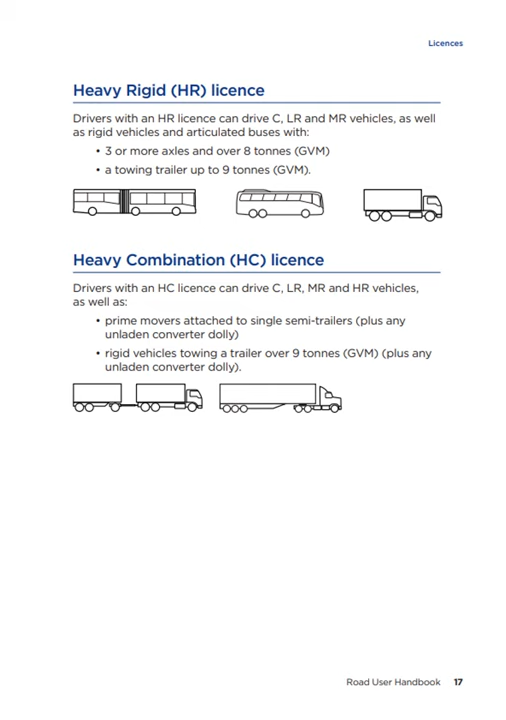 Licences
Heavy Rigid (HR) licence
Drivers with an HR licence can drive C, LR and MR vehicles, as well
as rigid vehicles and articulated buses with:
• 3 or more axles and over 8 tonnes (GVM)
• a towing trailer up to 9 tonnes (GVM).
Heavy Combination (HC) licence
Drivers with an HC licence can drive C, LR, MR and HR vehicles,
as well as:
• prime movers attached to single semi-trailers (plus any
unladen converter dolly)
• rigid vehicles towing a trailer over 9 tonnes (GVM) (plus any
unladen converter dolly).
Road User Handbook 17